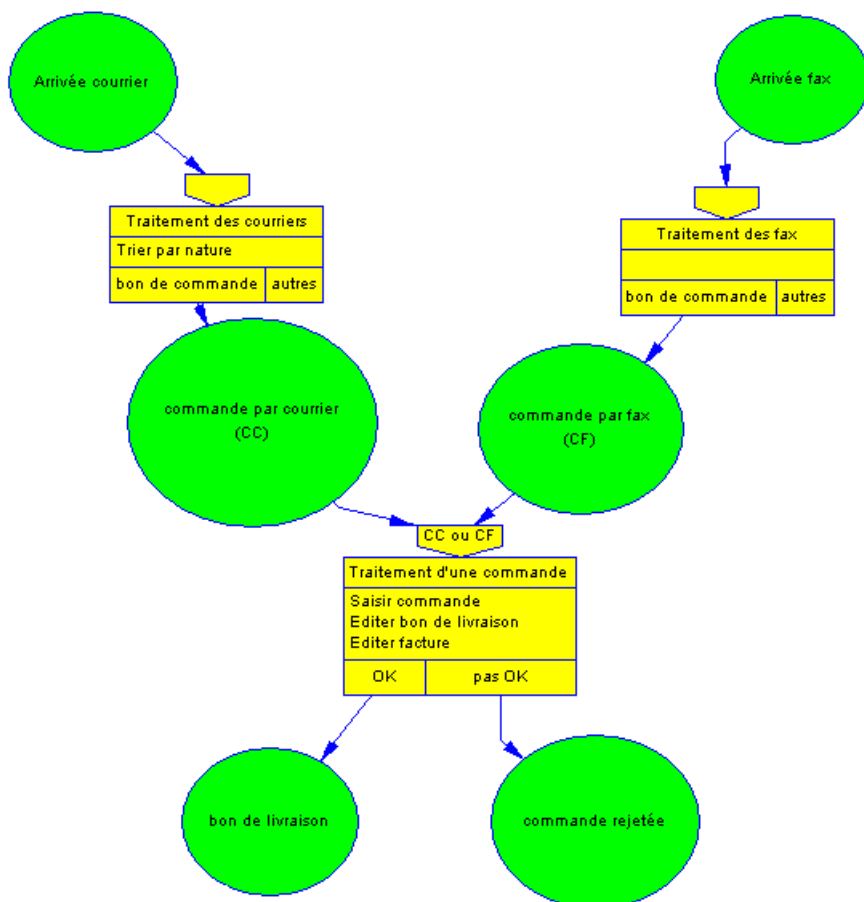 Arrivée courrier
Arrivée fax
Traitement des courriers
Trier par nature
bon de commande
autres
Traitement des fax
bon de commande
autres
commande par courrier
(CC)
commande par fax
(CF)
CC ou CF
Traitement d'une commande
Saisir commande
Editer bon de livraison
Editer facture
OK
pas OK
bon de livraison
commande rejetée